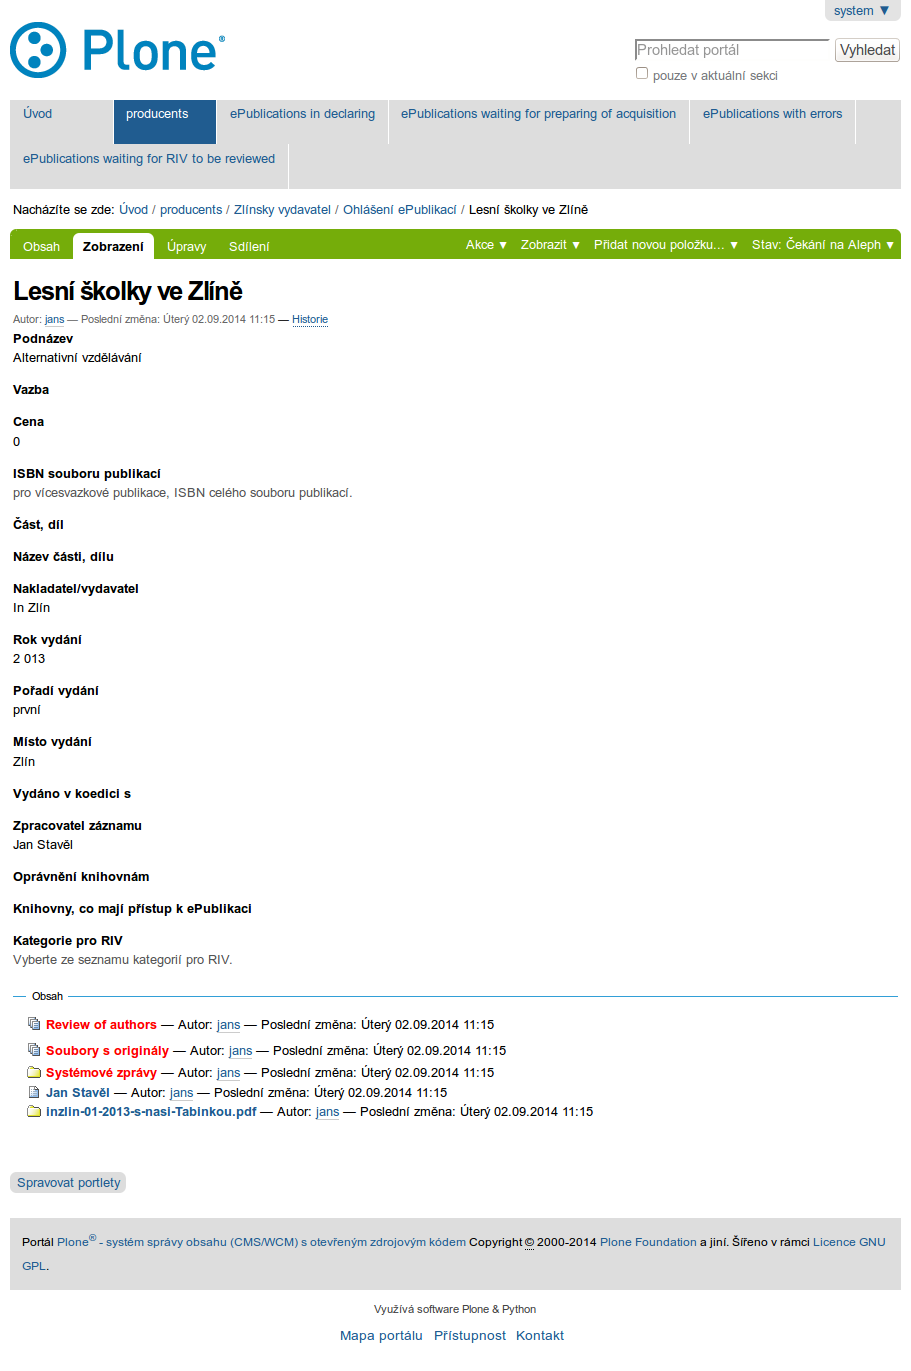 system ▼
Plone®
Prohledat portál
Vyhledat
pouze v aktuální sekci
Úvod
producents
ePublications in declaring
ePublications waiting for preparing of acquisition
ePublications with errors
ePublications waiting for RIV to be reviewed
Nacházíte se zde: Úvod / producents / Zlínsky vydavatel / Ohlášení ePublikací / Lesní školky ve Zlíně
Obsah
Zobrazení
Úpravy
Sdílení
Akce ▼
Zobrazit ▼
Přidat novou položku… ▼
Stav: Čekání na Aleph ▼
Lesní školky ve Zlíně
Autor: jans — Poslední změna: Úterý 02.09.2014 11:15 — Historie
Podnázev
Alternativní vzdělávání
Vazba
Cena
0
ISBN souboru publikací
pro vícesvazkové publikace, ISBN celého souboru publikací.
Část, díl
Název části, dílu
Nakladatel/vydavatel
In Zlín
Rok vydání
2 013
Pořadí vydání
první
Místo vydání
Zlín
Vydáno v koedici s
Zpracovatel záznamu
Jan Stavěl
Oprávnění knihovnám
Knihovny, co mají přístup k ePublikaci
Kategorie pro RIV
Vyberte ze seznamu kategorií pro RIV.
Obsah
Review of authors — Autor: jans — Poslední změna: Úterý 02.09.2014 11:15
Soubory s originály — Autor: jans — Poslední změna: Úterý 02.09.2014 11:15
Systémové zprávy — Autor: jans — Poslední změna: Úterý 02.09.2014 11:15
Jan Stavěl — Autor: jans — Poslední změna: Úterý 02.09.2014 11:15
inzlin-01-2013-s-nasi-Tabinkou.pdf — Autor: jans — Poslední změna: Úterý 02.09.2014 11:15
Spravovat portlety
Portál Plone® - systém správy obsahu (CMS/WCM) s otevřeným zdrojovým kódem Copyright © 2000-2014 Plone Foundation a jiní. Šířeno v rámci Licence GNU
GPL.
Využívá software Plone & Python
Mapa portálu
Přístupnost
Kontakt